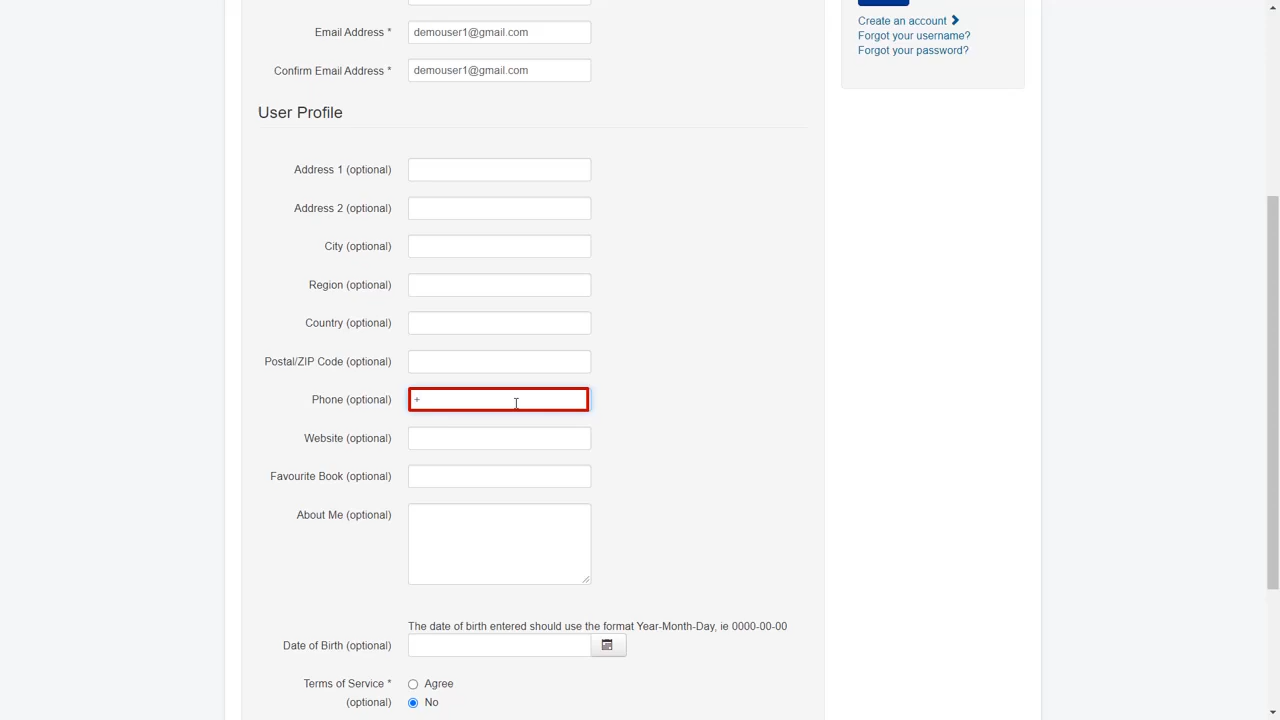 Create an account
Email Address *
demouser1@gmail.com
Forgot your username?
Forgot your password?
Confirm Email Address *
demouser1@gmail.com
User Profile
Address 1 (optional)
Address 2 (optional)
City (optional)
Region (optional)
Country (optional)
Postal/ZIP Code (optional)
Phone (optional)
+
Website (optional)
Favourite Book (optional)
About Me (optional)
The date of birth entered should use the format Year-Month-Day, ie 0000-00-00
Date of Birth (optional)
Terms of Service *
(optional)
Agree
No